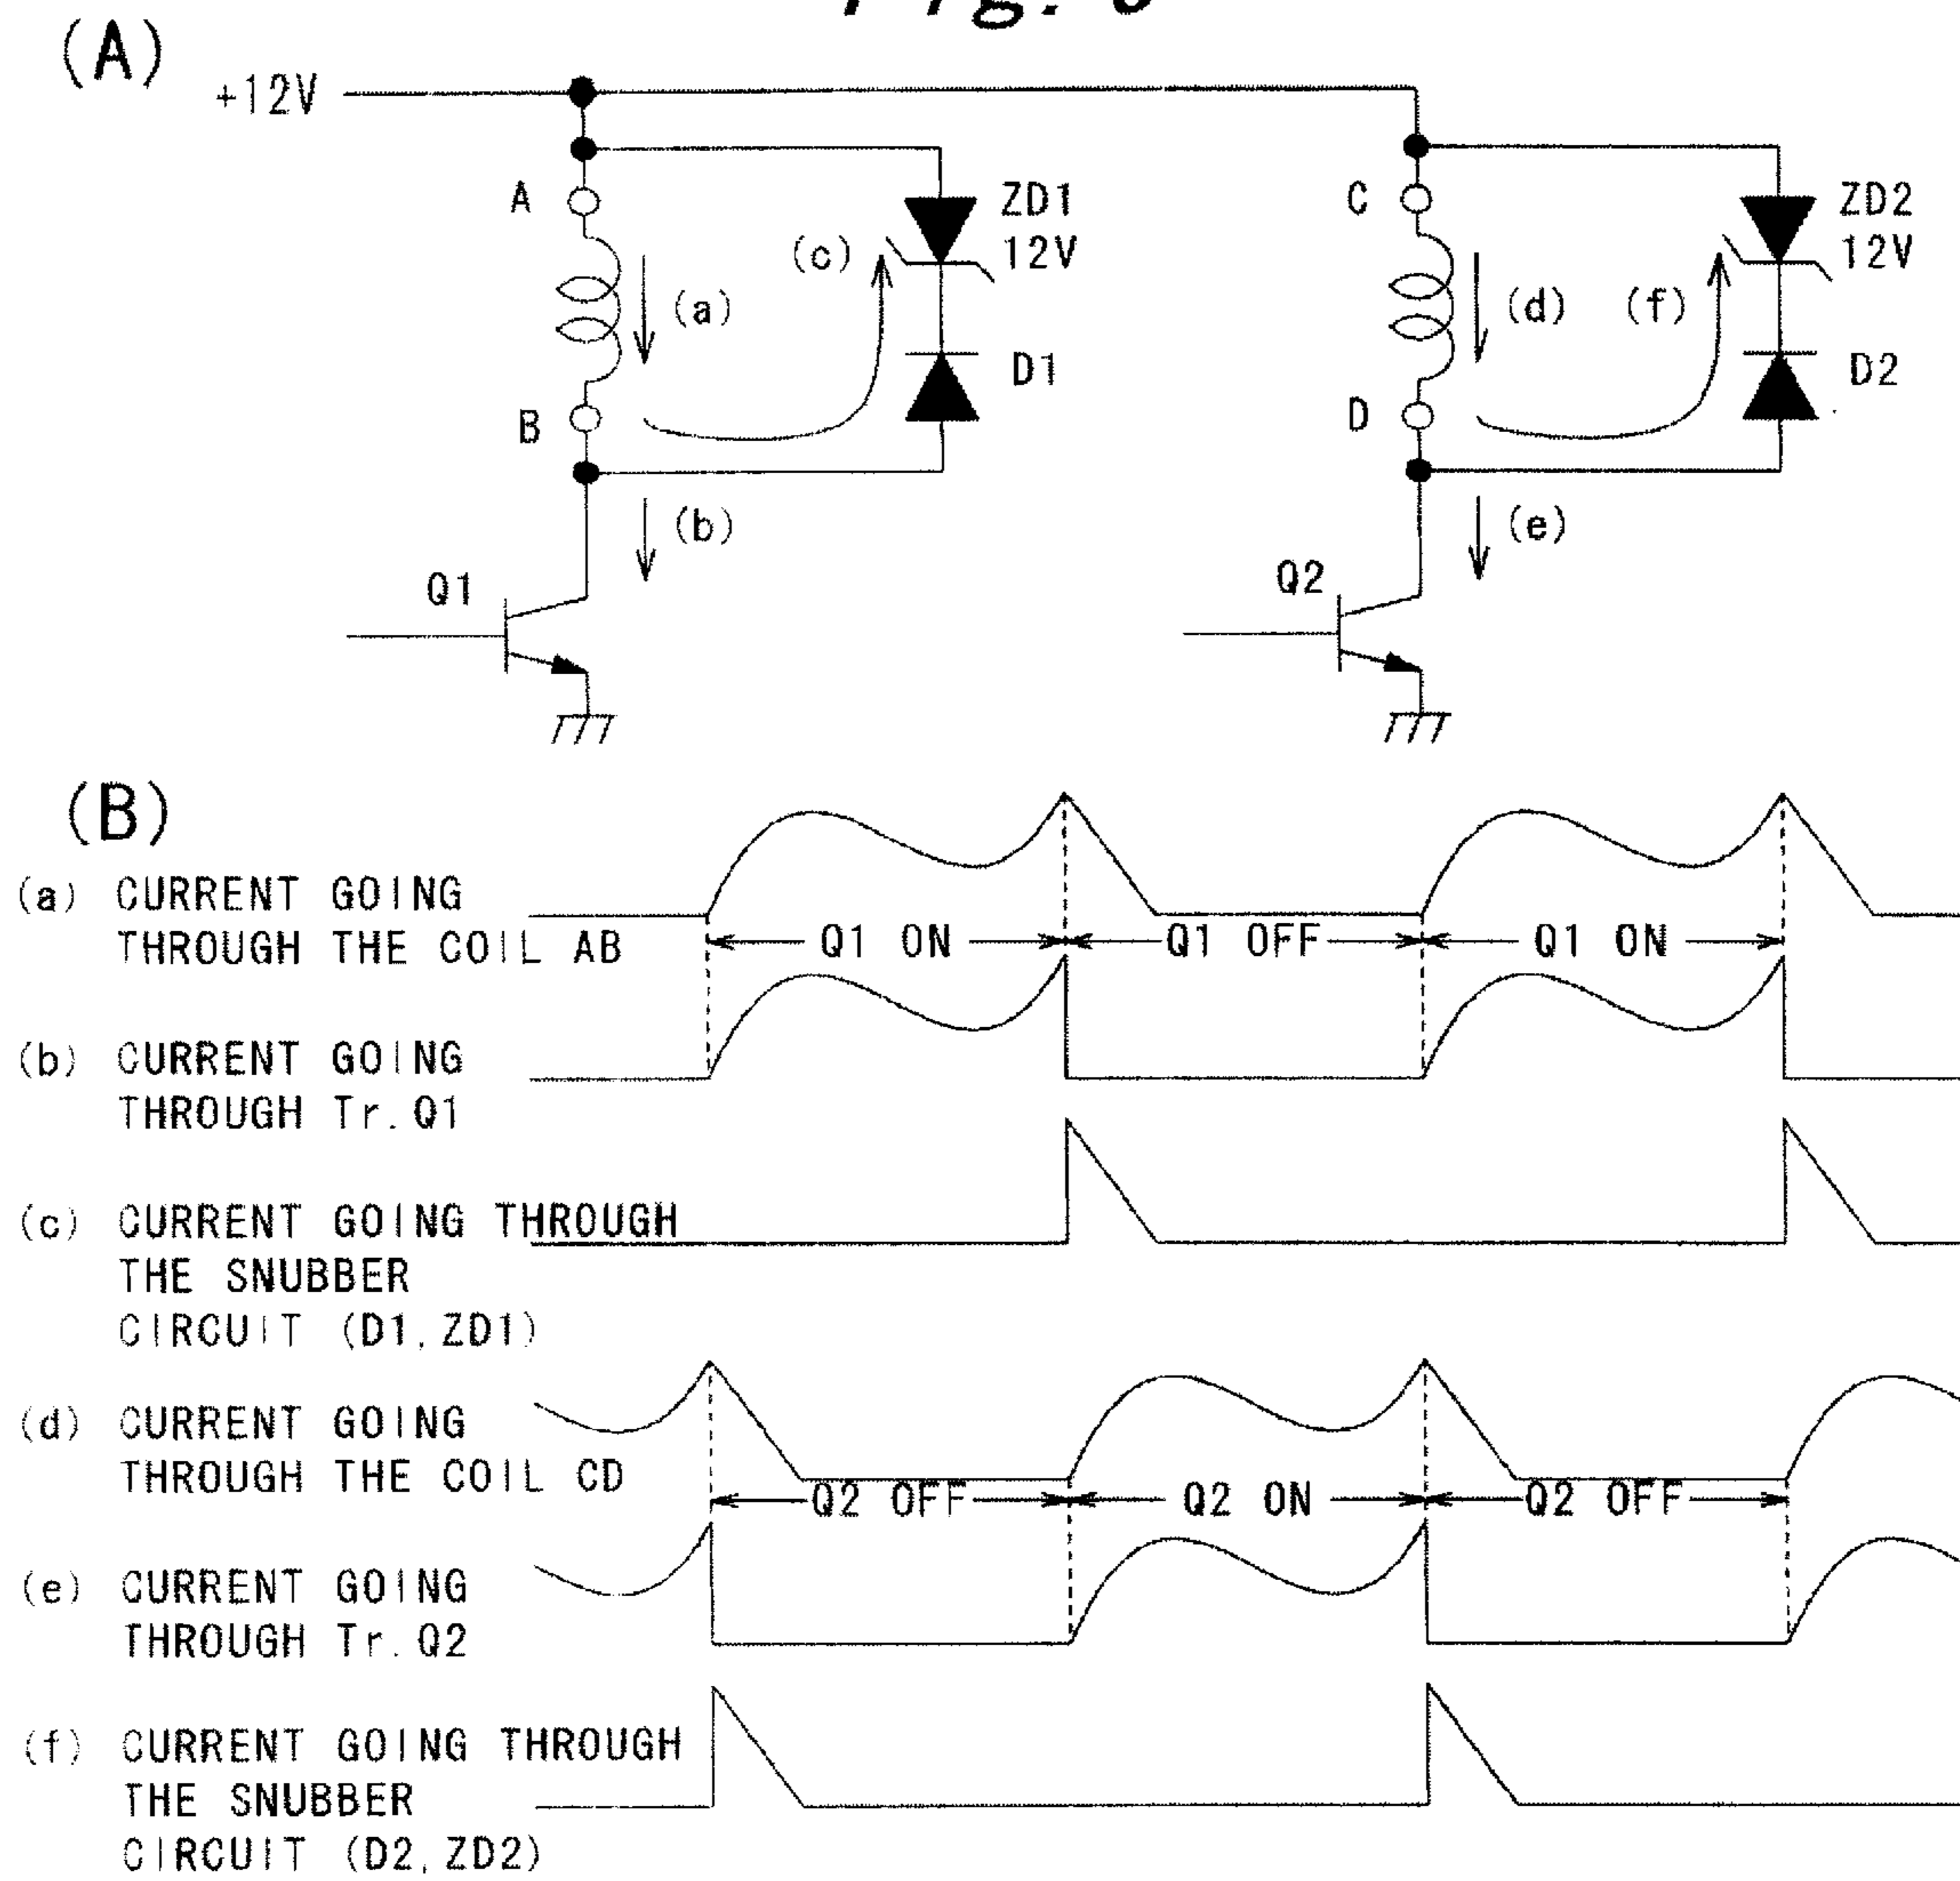 (A)
+12V
A
ZD1
12V
(c)
(a)
D1
B
(b)
Q1
C
ZD2
12V
(d)
(f)
D2
D
(e)
Q2
(B)
(a) CURRENT GOING
THROUGH THE COIL AB
Q1 ON
Q1 OFF
Q1 ON
(b) CURRENT GOING
THROUGH Tr.Q1
(c) CURRENT GOING THROUGH
THE SNUBBER
CIRCUIT (D1,ZD1)
(d) CURRENT GOING
THROUGH THE COIL CD
Q2 OFF
Q2 ON
Q2 OFF
(e) CURRENT GOING
THROUGH Tr.Q2
(f) CURRENT GOING THROUGH
THE SNUBBER
CIRCUIT (D2,ZD2)